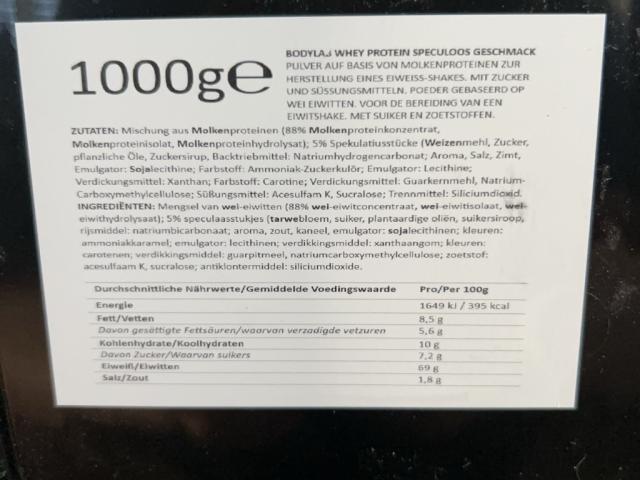 1000g℮
BODYLAB WHEY PROTEIN SPECULOOS GESCHMACK
PULVER AUF BASIS VON MOLKENPROTEINEN ZUR
HERSTELLUNG EINES EIWEISS-SHAKES. MIT ZUCKER
UND SÜSSUNGSMITTELN. POEDER GEBASEERD OP
WEI EIWITTEN. VOOR DE BEREIDING VAN EEN
EIWITSHAKE. MET SUIKER EN ZOETSTOFFEN.
ZUTATEN: Mischung aus Molkenproteinen (88% Molkenproteinkonzentrat,
Molkenproteinisolat, Molkenproteinhydrolysat); 5% Spekulatiusstücke (Weizenmehl, Zucker,
pflanzliche Öle, Zuckersirup, Backtriebmittel: Natriumhydrogencarbonat; Aroma, Salz, Zimt,
Emulgator: Sojalecithine; Farbstoff: Ammoniak-Zuckerkulör; Emulgator: Lecithine;
Verdickungsmittel: Xanthan; Farbstoff: Carotine; Verdickungsmittel: Guarkernmehl, Natrium-
Carboxymethylcellulose; Süßungsmittel: Acesulfam K, Sucralose; Trennmittel: Siliciumdioxid.
INGREDIËNTEN: Mengsel van wei-eiwitten (88% wei-eiwitconcentraat, wei-eiwitisolaat, wei-
eiwithydrolysaat); 5% speculaasstukjes (tarwebloem, suiker, plantaardige oliën, suikersiroop,
rijsmiddel: natriumbicarbonaat; aroma, zout, kaneel, emulgator: sojalecithinen; kleuren:
ammoniakkaramel; emulgator: lecithinen; verdikkingsmiddel: xanthaangom; kleuren:
carotenen; verdikkingsmiddel: guarpitmeel, natriumcarboxymethylcellulose; zoetstof:
acesulfaam K, sucralose; antiklontermiddel: siliciumdioxide.
Durchschnittliche Nährwerte/Gemiddelde Voedingswaarde Pro/Per 100g
Energie 1649 kJ / 395 kcal
Fett/Vetten 8,5 g
Davon gesättigte Fettsäuren/waarvan verzadigde vetzuren 5,6 g
Kohlenhydrate/Koolhydraten 10 g
Davon Zucker/Waarvan suikers 7,2 g
Eiweiß/Eiwitten 69 g
Salz/Zout 1,8 g